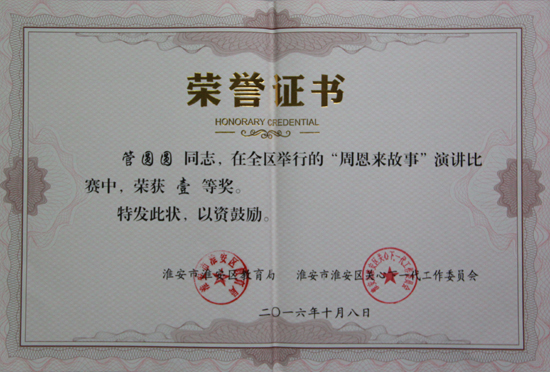 荣誉证书
HONORARY CREDENTIAL
管圆圆 同志，在全区举行的“周恩来故事”演讲比
赛中，荣获 壹 等奖。
特发此状，以资鼓励。
淮安市淮安区教育局 淮安市淮安区关心下一代工作委员会
二〇一六年十月八日